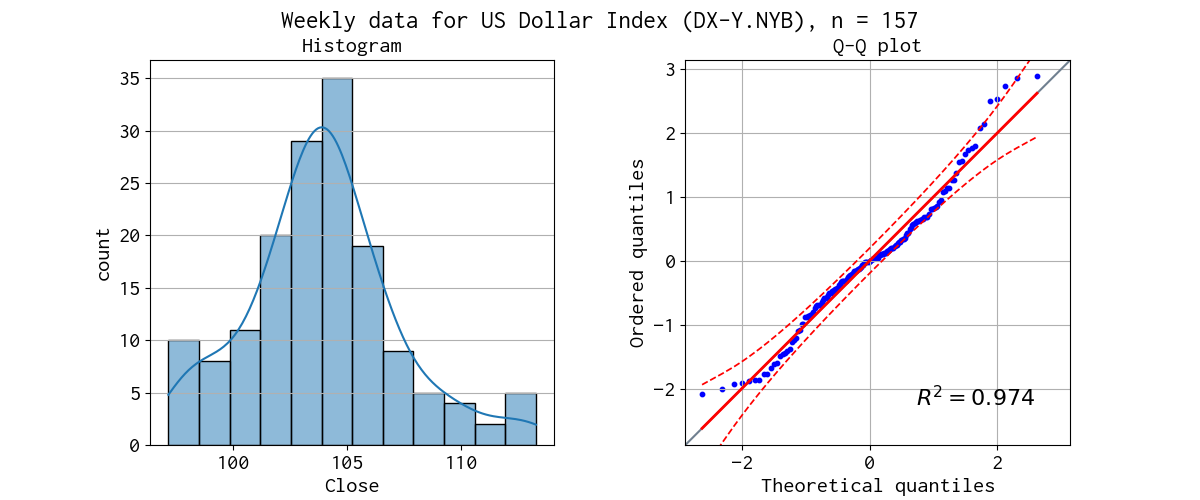 Weekly data for US Dollar Index (DX-Y.NYB), n = 157
Histogram
35
30
25
20
15
10
5
0
count
100 105 110
Close
Q-Q plot
3
2
1
0
−1
−2
Ordered quantiles
R² = 0.974
−2 0 2
Theoretical quantiles